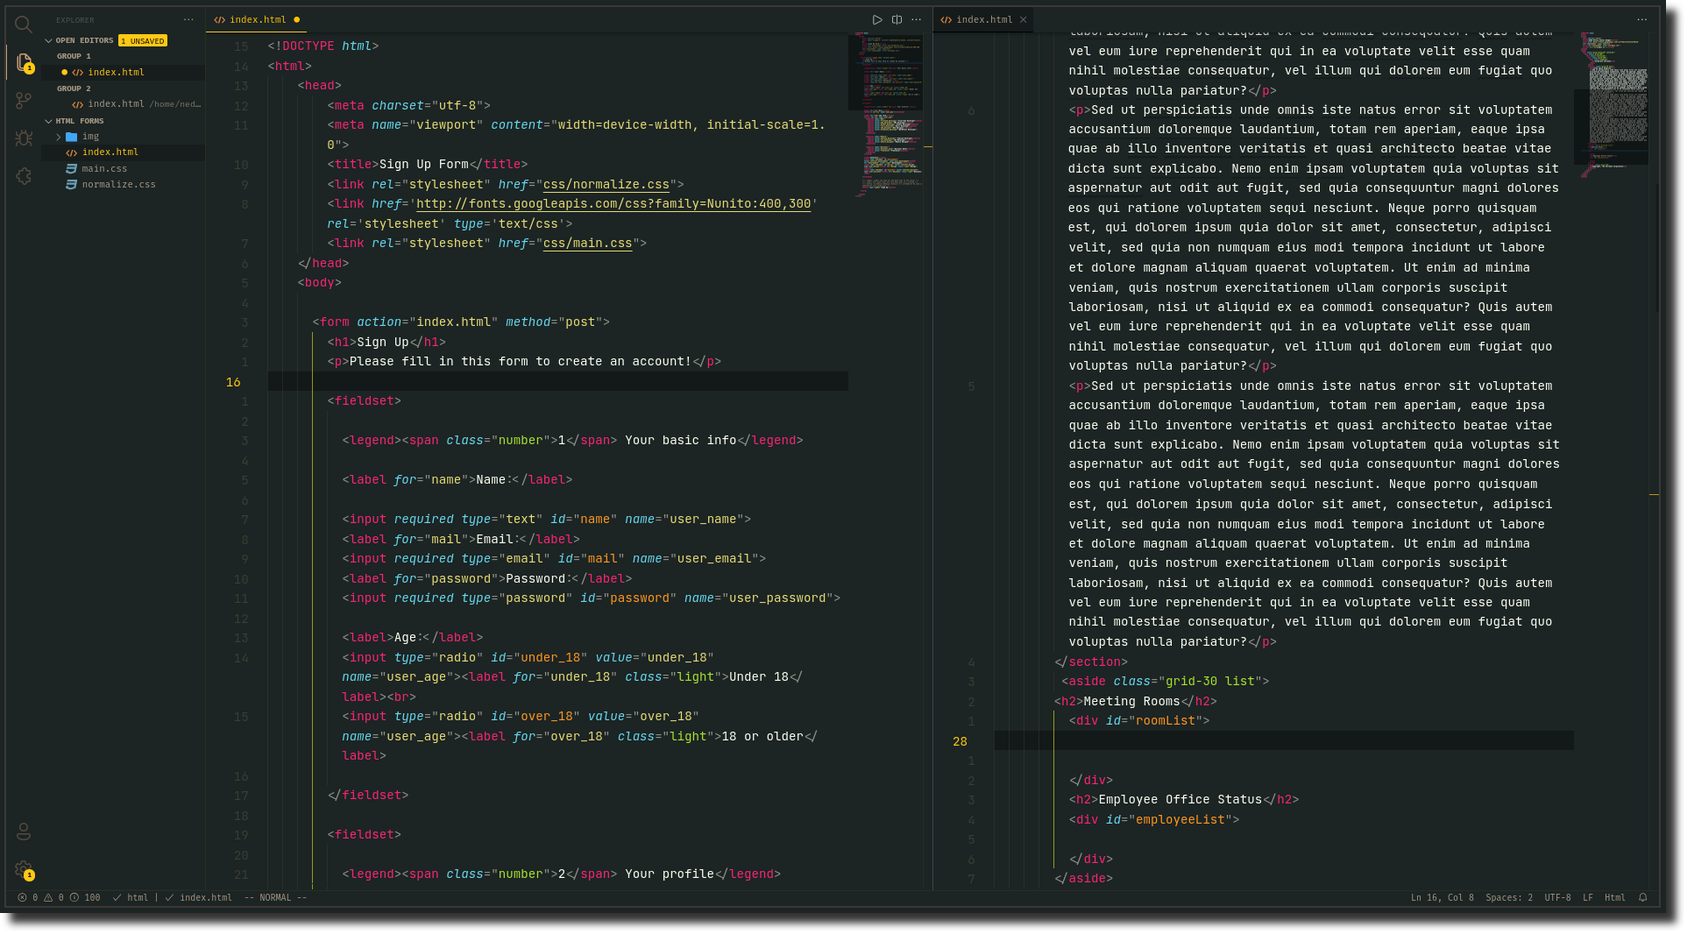 EXPLORER
OPEN EDITORS 1 UNSAVED
GROUP 1
index.html
GROUP 2
index.html /home/ned…
HTML FORMS
img
index.html
main.css
normalize.css
1
1
index.html
15 <!DOCTYPE html>
14 <html>
13 <head>
12 <meta charset="utf-8">
11 <meta name="viewport" content="width=device-width, initial-scale=1.
0">
10 <title>Sign Up Form</title>
9 <link rel="stylesheet" href="css/normalize.css">
8 <link href='http://fonts.googleapis.com/css?family=Nunito:400,300'
rel='stylesheet' type='text/css'>
7 <link rel="stylesheet" href="css/main.css">
6 </head>
5 <body>
4
3 <form action="index.html" method="post">
2 <h1>Sign Up</h1>
1 <p>Please fill in this form to create an account!</p>
16
1 <fieldset>
2
3 <legend><span class="number">1</span> Your basic info</legend>
4
5 <label for="name">Name:</label>
6
7 <input required type="text" id="name" name="user_name">
8 <label for="mail">Email:</label>
9 <input required type="email" id="mail" name="user_email">
10 <label for="password">Password:</label>
11 <input required type="password" id="password" name="user_password">
12
13 <label>Age:</label>
14 <input type="radio" id="under_18" value="under_18"
name="user_age"><label for="under_18" class="light">Under 18</
label><br>
15 <input type="radio" id="over_18" value="over_18"
name="user_age"><label for="over_18" class="light">18 or older</
label>
16
17 </fieldset>
18
19 <fieldset>
20
21 <legend><span class="number">2</span> Your profile</legend>
index.html
laboriosam, nisi ut aliquid ex ea commodi consequatur? Quis autem
vel eum iure reprehenderit qui in ea voluptate velit esse quam
nihil molestiae consequatur, vel illum qui dolorem eum fugiat quo
voluptas nulla pariatur?</p>
6 <p>Sed ut perspiciatis unde omnis iste natus error sit voluptatem
accusantium doloremque laudantium, totam rem aperiam, eaque ipsa
quae ab illo inventore veritatis et quasi architecto beatae vitae
dicta sunt explicabo. Nemo enim ipsam voluptatem quia voluptas sit
aspernatur aut odit aut fugit, sed quia consequuntur magni dolores
eos qui ratione voluptatem sequi nesciunt. Neque porro quisquam
est, qui dolorem ipsum quia dolor sit amet, consectetur, adipisci
velit, sed quia non numquam eius modi tempora incidunt ut labore
et dolore magnam aliquam quaerat voluptatem. Ut enim ad minima
veniam, quis nostrum exercitationem ullam corporis suscipit
laboriosam, nisi ut aliquid ex ea commodi consequatur? Quis autem
vel eum iure reprehenderit qui in ea voluptate velit esse quam
nihil molestiae consequatur, vel illum qui dolorem eum fugiat quo
voluptas nulla pariatur?</p>
5 <p>Sed ut perspiciatis unde omnis iste natus error sit voluptatem
accusantium doloremque laudantium, totam rem aperiam, eaque ipsa
quae ab illo inventore veritatis et quasi architecto beatae vitae
dicta sunt explicabo. Nemo enim ipsam voluptatem quia voluptas sit
aspernatur aut odit aut fugit, sed quia consequuntur magni dolores
eos qui ratione voluptatem sequi nesciunt. Neque porro quisquam
est, qui dolorem ipsum quia dolor sit amet, consectetur, adipisci
velit, sed quia non numquam eius modi tempora incidunt ut labore
et dolore magnam aliquam quaerat voluptatem. Ut enim ad minima
veniam, quis nostrum exercitationem ullam corporis suscipit
laboriosam, nisi ut aliquid ex ea commodi consequatur? Quis autem
vel eum iure reprehenderit qui in ea voluptate velit esse quam
nihil molestiae consequatur, vel illum qui dolorem eum fugiat quo
voluptas nulla pariatur?</p>
4 </section>
3 <aside class="grid-30 list">
2 <h2>Meeting Rooms</h2>
1 <div id="roomList">
28
1
2 </div>
3 <h2>Employee Office Status</h2>
4 <div id="employeeList">
5
6 </div>
7 </aside>
0 0 100 html | index.html -- NORMAL --
Ln 16, Col 8 Spaces: 2 UTF-8 LF Html